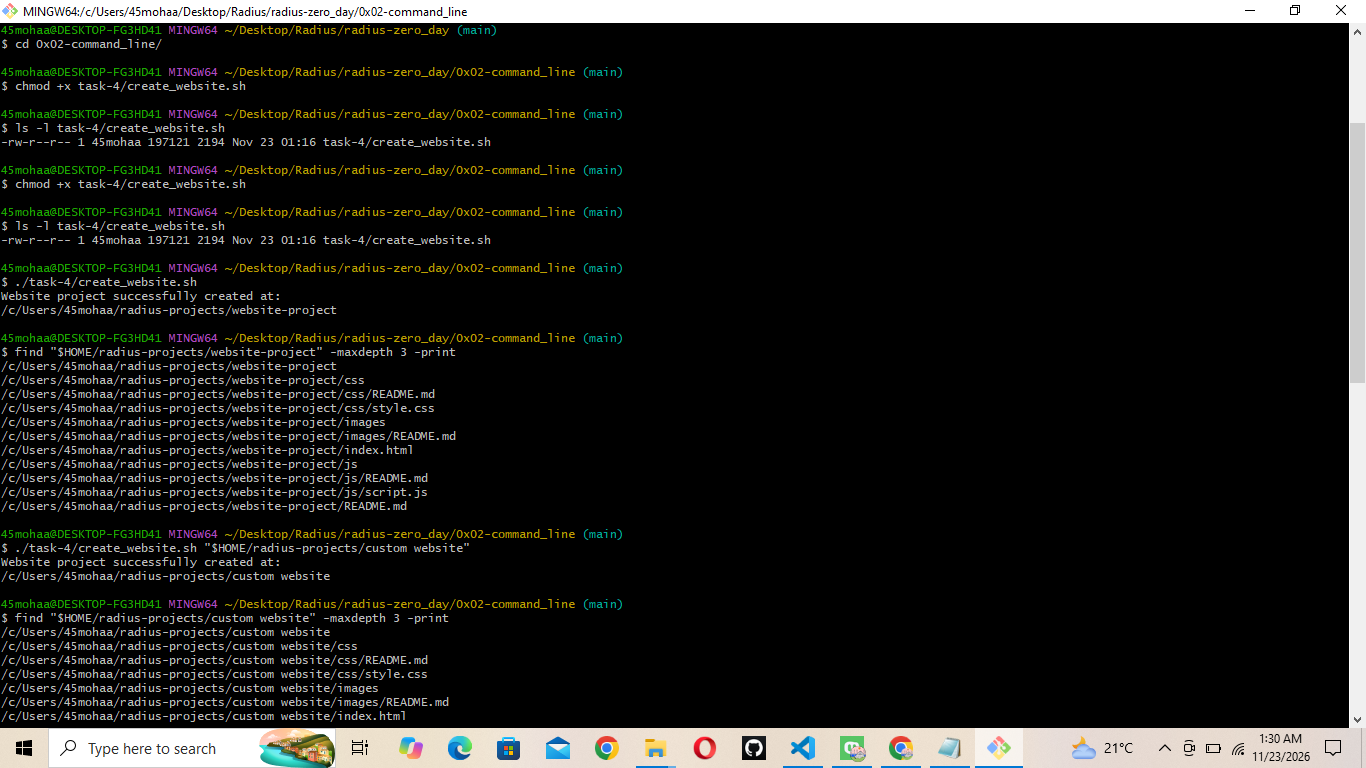 MINGW64:/c/Users/45mohaa/Desktop/Radius/radius-zero_day/0x02-command_line
45mohaa@DESKTOP-FG3HD41 MINGW64 ~/Desktop/Radius/radius-zero_day (main)
$ cd 0x02-command_line/
45mohaa@DESKTOP-FG3HD41 MINGW64 ~/Desktop/Radius/radius-zero_day/0x02-command_line (main)
$ chmod +x task-4/create_website.sh
45mohaa@DESKTOP-FG3HD41 MINGW64 ~/Desktop/Radius/radius-zero_day/0x02-command_line (main)
$ ls -l task-4/create_website.sh
-rw-r--r-- 1 45mohaa 197121 2194 Nov 23 01:16 task-4/create_website.sh
45mohaa@DESKTOP-FG3HD41 MINGW64 ~/Desktop/Radius/radius-zero_day/0x02-command_line (main)
$ chmod +x task-4/create_website.sh
45mohaa@DESKTOP-FG3HD41 MINGW64 ~/Desktop/Radius/radius-zero_day/0x02-command_line (main)
$ ls -l task-4/create_website.sh
-rw-r--r-- 1 45mohaa 197121 2194 Nov 23 01:16 task-4/create_website.sh
45mohaa@DESKTOP-FG3HD41 MINGW64 ~/Desktop/Radius/radius-zero_day/0x02-command_line (main)
$ ./task-4/create_website.sh
Website project successfully created at:
/c/Users/45mohaa/radius-projects/website-project
45mohaa@DESKTOP-FG3HD41 MINGW64 ~/Desktop/Radius/radius-zero_day/0x02-command_line (main)
$ find "$HOME/radius-projects/website-project" -maxdepth 3 -print
/c/Users/45mohaa/radius-projects/website-project
/c/Users/45mohaa/radius-projects/website-project/css
/c/Users/45mohaa/radius-projects/website-project/css/README.md
/c/Users/45mohaa/radius-projects/website-project/css/style.css
/c/Users/45mohaa/radius-projects/website-project/images
/c/Users/45mohaa/radius-projects/website-project/images/README.md
/c/Users/45mohaa/radius-projects/website-project/index.html
/c/Users/45mohaa/radius-projects/website-project/js
/c/Users/45mohaa/radius-projects/website-project/js/README.md
/c/Users/45mohaa/radius-projects/website-project/js/script.js
/c/Users/45mohaa/radius-projects/website-project/README.md
45mohaa@DESKTOP-FG3HD41 MINGW64 ~/Desktop/Radius/radius-zero_day/0x02-command_line (main)
$ ./task-4/create_website.sh "$HOME/radius-projects/custom website"
Website project successfully created at:
/c/Users/45mohaa/radius-projects/custom website
45mohaa@DESKTOP-FG3HD41 MINGW64 ~/Desktop/Radius/radius-zero_day/0x02-command_line (main)
$ find "$HOME/radius-projects/custom website" -maxdepth 3 -print
/c/Users/45mohaa/radius-projects/custom website
/c/Users/45mohaa/radius-projects/custom website/css
/c/Users/45mohaa/radius-projects/custom website/css/README.md
/c/Users/45mohaa/radius-projects/custom website/css/style.css
/c/Users/45mohaa/radius-projects/custom website/images
/c/Users/45mohaa/radius-projects/custom website/images/README.md
/c/Users/45mohaa/radius-projects/custom website/index.html
Type here to search
21°C
1:30 AM
11/23/2026